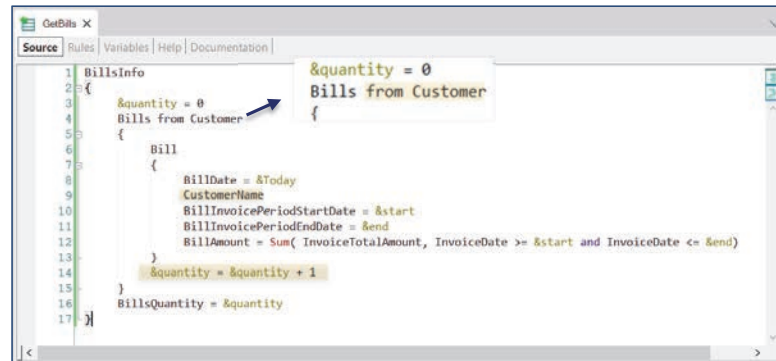 GetBills X
Source Rules Variables Help Documentation
1 BillsInfo
2 {
3 &quantity = 0
4 Bills from Customer
5 {
6 Bill
7 {
8 BillDate = &Today
9 CustomerName
10 BillInvoicePeriodStartDate = &start
11 BillInvoicePeriodEndDate = &end
12 BillAmount = Sum( InvoiceTotalAmount, InvoiceDate >= &start and InvoiceDate <= &end)
13 }
14 &quantity = &quantity + 1
15 }
16 BillsQuantity = &quantity
17 }
&quantity = 0
Bills from Customer
{